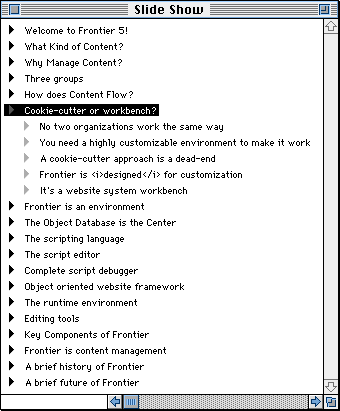 Slide Show
Welcome to Frontier 5!
What Kind of Content?
Why Manage Content?
Three groups
How does Content Flow?
Cookie-cutter or workbench?
No two organizations work the same way
You need a highly customizable environment to make it work
A cookie-cutter approach is a dead-end
Frontier is <i>designed</i> for customization
It's a website system workbench
Frontier is an environment
The Object Database is the Center
The scripting language
The script editor
Complete script debugger
Object oriented website framework
The runtime environment
Editing tools
Key Components of Frontier
Frontier is content management
A brief history of Frontier
A brief future of Frontier